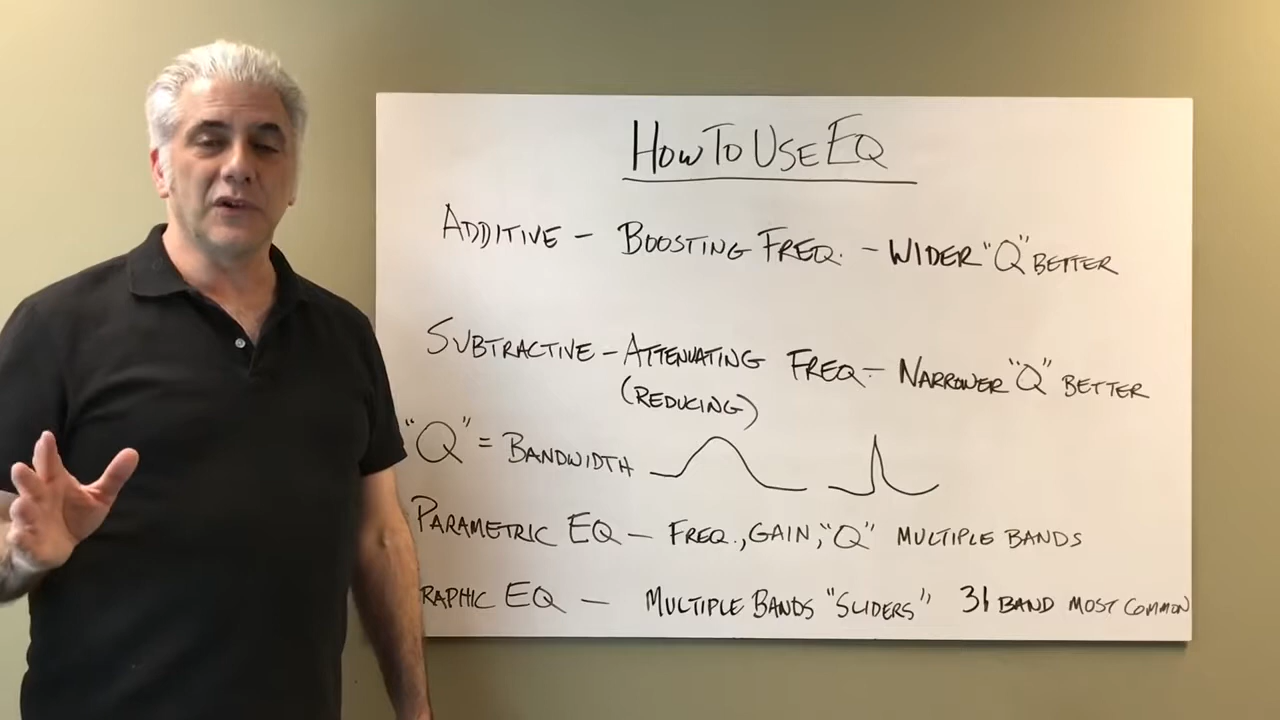 HOW TO USE EQ
ADDITIVE - BOOSTING FREQ. - WIDER "Q" BETTER
SUBTRACTIVE - ATTENUATING FREQ - NARROWER "Q" BETTER
(REDUCING)
"Q" = BANDWIDTH
PARAMETRIC EQ - FREQ., GAIN, "Q" MULTIPLE BANDS
RAPHIC EQ - MULTIPLE BANDS "SLIDERS" 31 BAND MOST COMMON